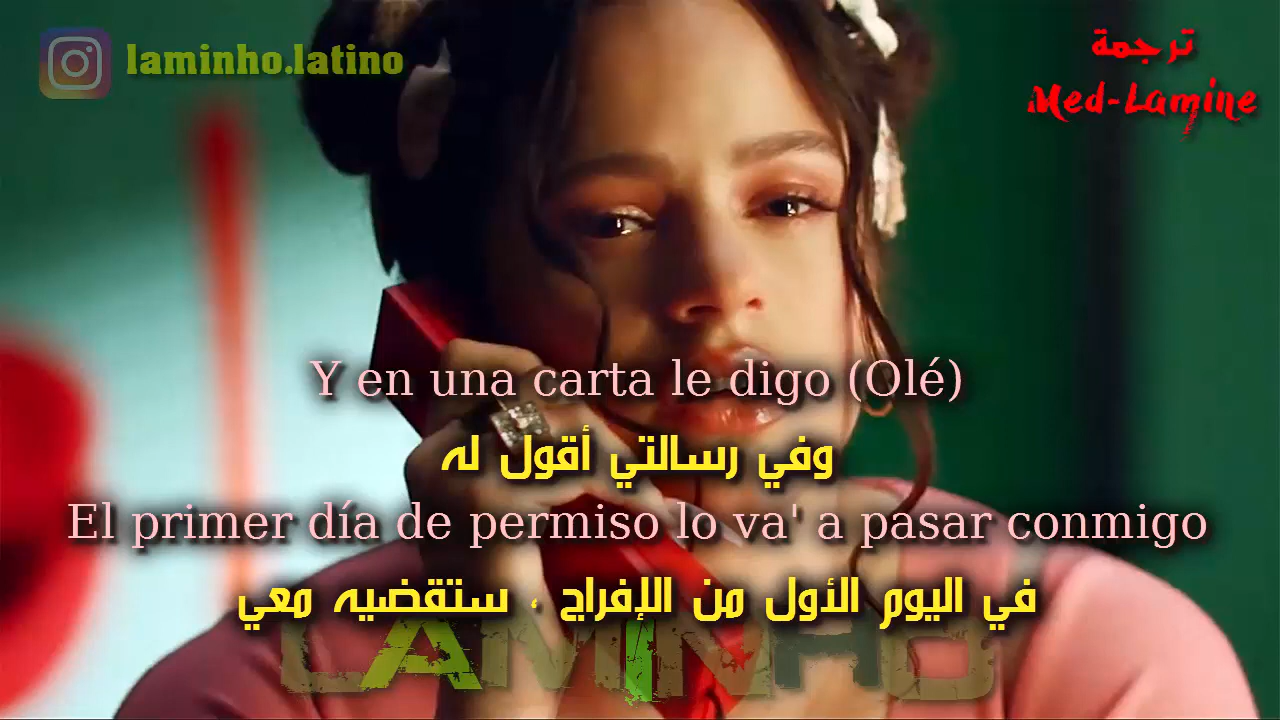 laminho.latino
ترجمة
Med-Lamine
Y en una carta le digo (Olé)
وفي رسالتي أقول له
El primer día de permiso lo va' a pasar conmigo
في اليوم الأول من الإفراج ، ستقضيه معي
LAMINHO